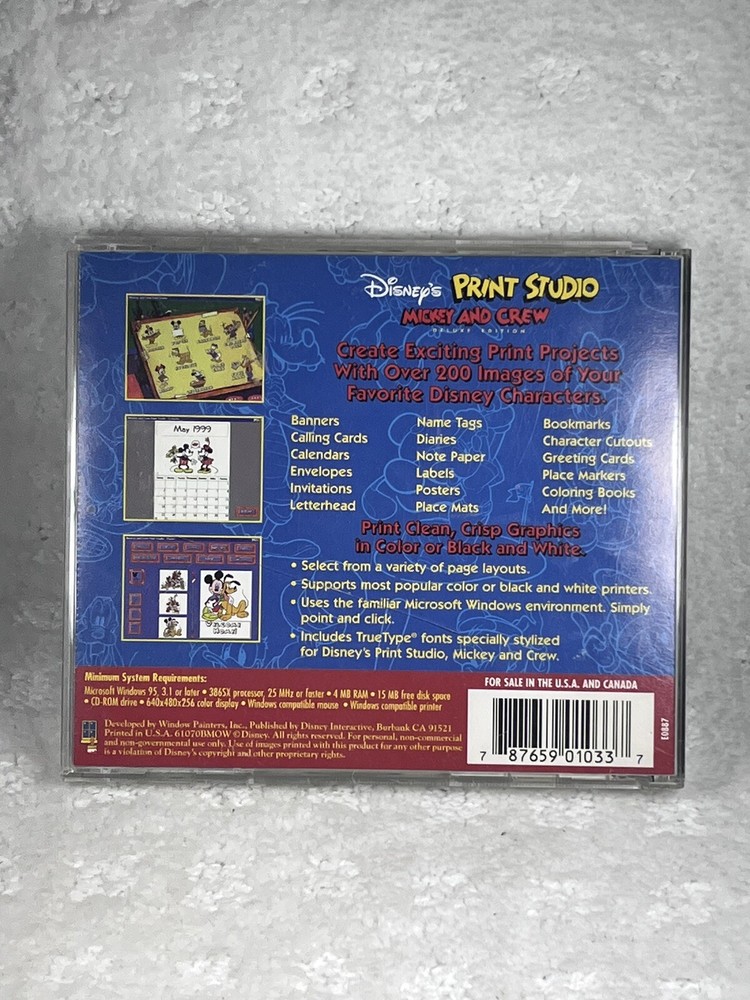 Disney's PRINT STUDIO
MICKEY AND CREW
DELUXE EDITION
Create Exciting Print Projects
With Over 200 Images of Your
Favorite Disney Characters.
Banners
Calling Cards
Calendars
Envelopes
Invitations
Letterhead
Name Tags
Diaries
Note Paper
Labels
Posters
Place Mats
Bookmarks
Character Cutouts
Greeting Cards
Place Markers
Coloring Books
And More!
Print Clean, Crisp Graphics
in Color or Black and White.
• Select from a variety of page layouts.
• Supports most popular color or black and white printers.
• Uses the familiar Microsoft Windows environment. Simply
point and click.
• Includes TrueType® fonts specially stylized
for Disney's Print Studio, Mickey and Crew.
May 1999
WELCOME
HOME!
Minimum System Requirements:
Microsoft Windows 95, 3.1 or later • 386SX processor, 25 MHz or faster • 4 MB RAM • 15 MB free disk space
• CD-ROM drive • 640x480x256 color display • Windows compatible mouse • Windows compatible printer
Developed by Window Painters, Inc., Published by Disney Interactive, Burbank CA 91521
Printed in U.S.A. 61070BMOW © Disney. All rights reserved. For personal, non-commercial
and non-governmental use only. Use of images printed with this product for any other purpose
is a violation of Disney's copyright and other proprietary rights.
FOR SALE IN THE U.S.A. AND CANADA
7 87659 01033 7
E0887